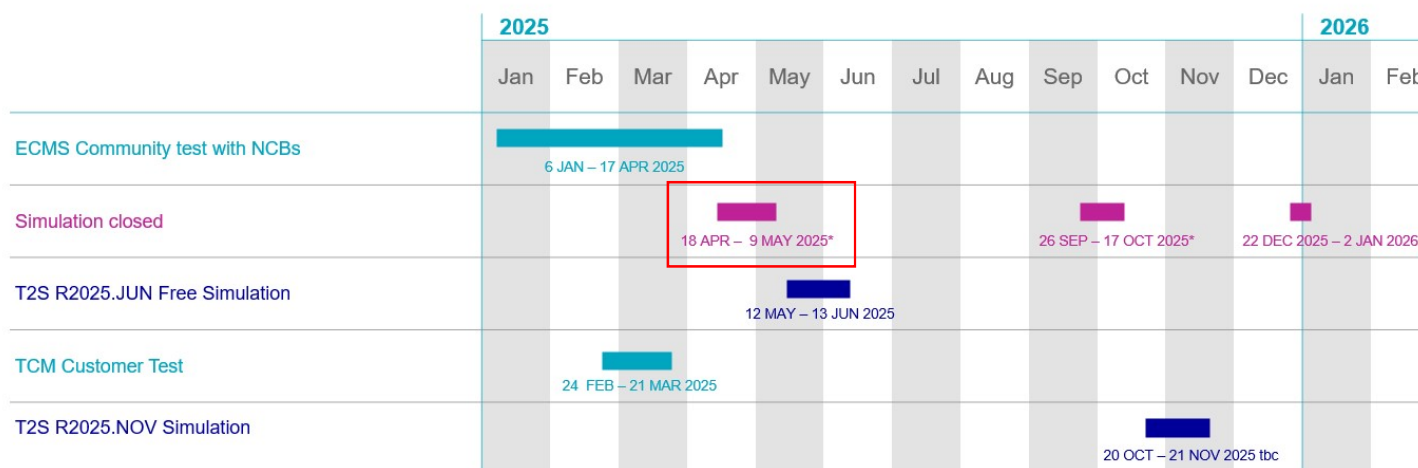 2025 2026
Jan Feb Mar Apr May Jun Jul Aug Sep Oct Nov Dec Jan Feb
ECMS Community test with NCBs
6 JAN – 17 APR 2025
Simulation closed
18 APR – 9 MAY 2025* 26 SEP – 17 OCT 2025* 22 DEC 2025 – 2 JAN 2026
T2S R2025.JUN Free Simulation
12 MAY – 13 JUN 2025
TCM Customer Test
24 FEB – 21 MAR 2025
T2S R2025.NOV Simulation
20 OCT – 21 NOV 2025 tbc